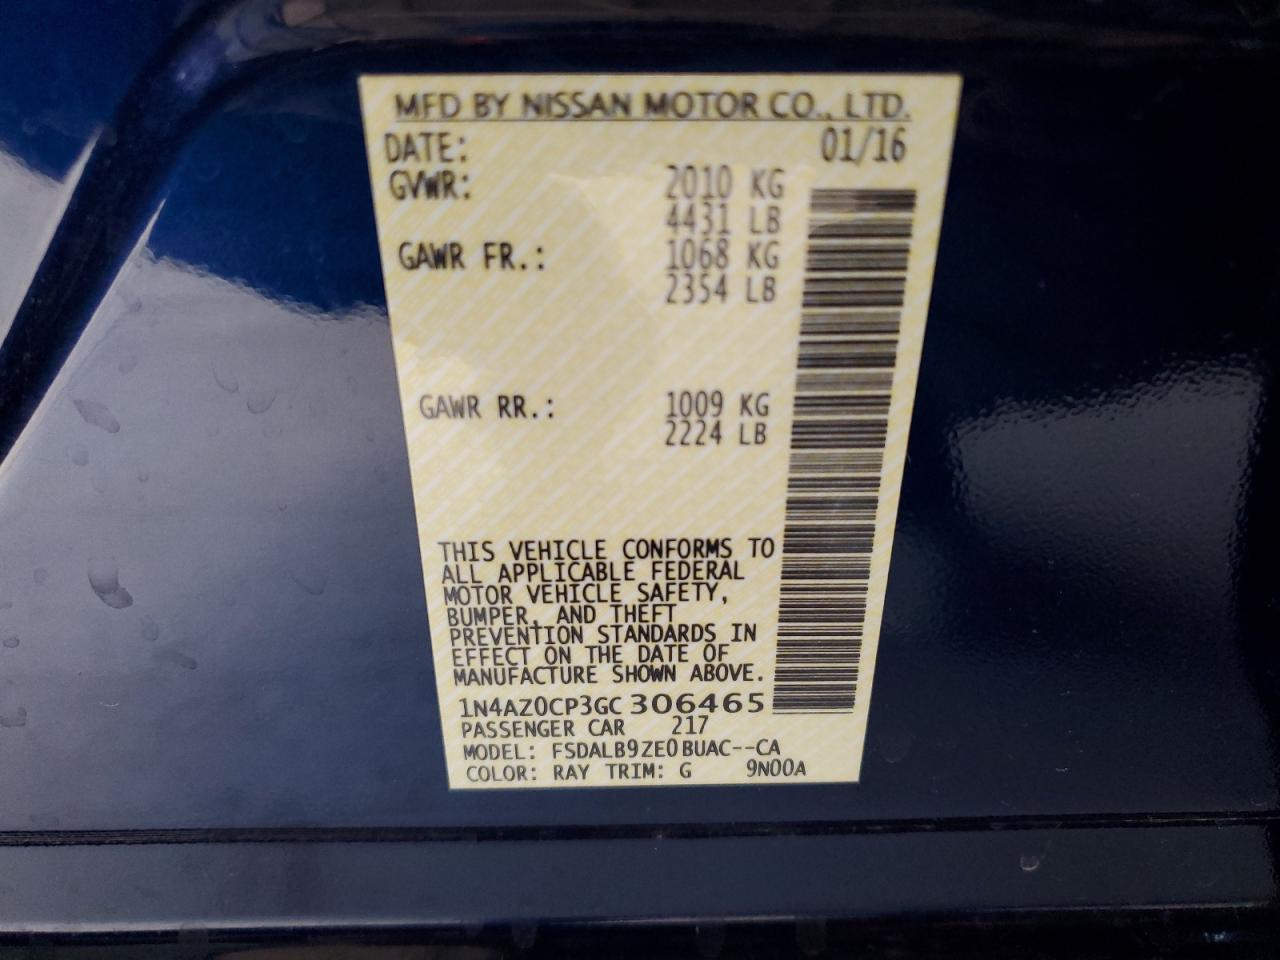 MFD BY NISSAN MOTOR CO., LTD.
DATE: 01/16
GVWR: 2010 KG
4431 LB
GAWR FR.: 1068 KG
2354 LB
GAWR RR.: 1009 KG
2224 LB
THIS VEHICLE CONFORMS TO
ALL APPLICABLE FEDERAL
MOTOR VEHICLE SAFETY,
BUMPER, AND THEFT
PREVENTION STANDARDS IN
EFFECT ON THE DATE OF
MANUFACTURE SHOWN ABOVE.
1N4AZ0CP3GC 306465
PASSENGER CAR 217
MODEL: FSDALB9ZE0BUAC--CA
COLOR: RAY TRIM: G 9N00A